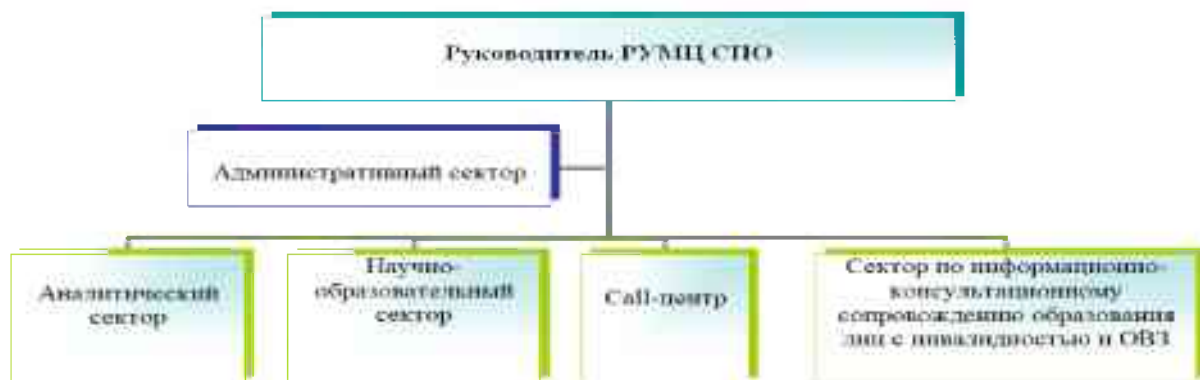 Руководитель РУМЦ СПО
Административный сектор
Аналитический
сектор
Научно-
образовательный
сектор
Call-центр
Сектор по информационно-
консультационному
сопровождению образования
лиц с инвалидностью и ОВЗ